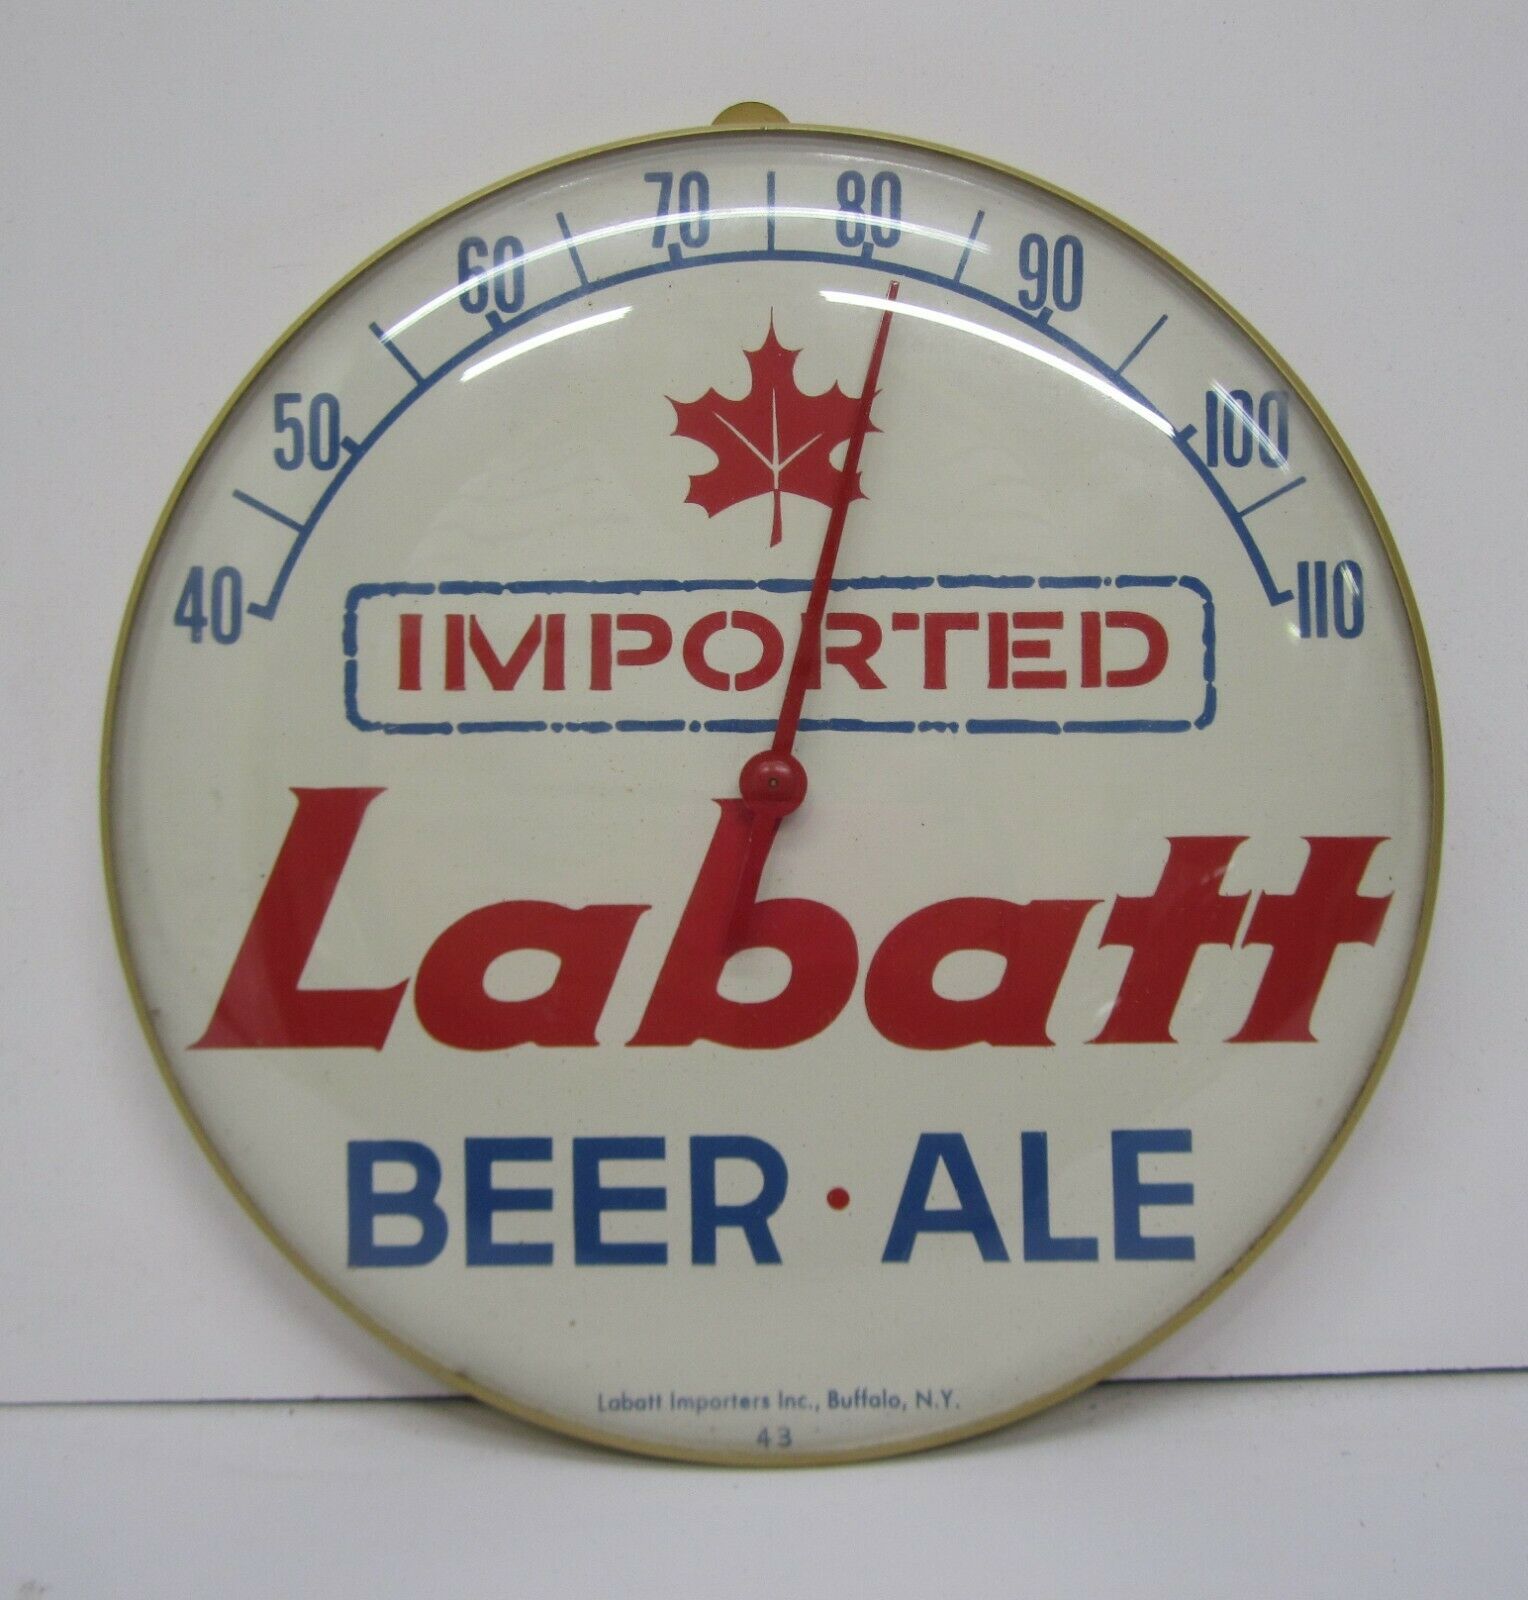 40 50 60 70 80 90 100 110
IMPORTED
Labatt
BEER · ALE
Labatt Importers Inc., Buffalo, N.Y.
43